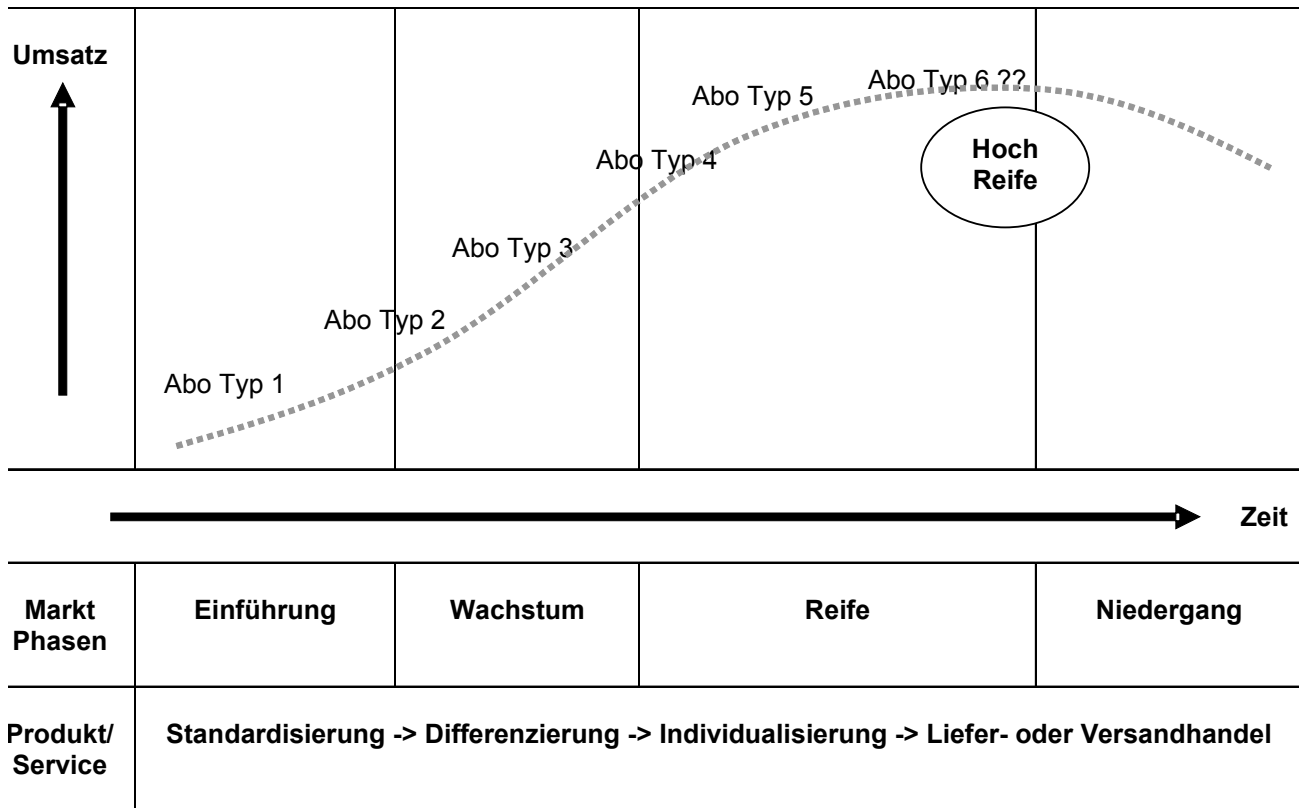 Umsatz
Abo Typ 6 ??
Abo Typ 5
Hoch
Reife
Abo Typ 4
Abo Typ 3
Abo Typ 2
Abo Typ 1
Zeit
Markt
Phasen
Einführung
Wachstum
Reife
Niedergang
Produkt/
Service
Standardisierung -> Differenzierung -> Individualisierung -> Liefer- oder Versandhandel